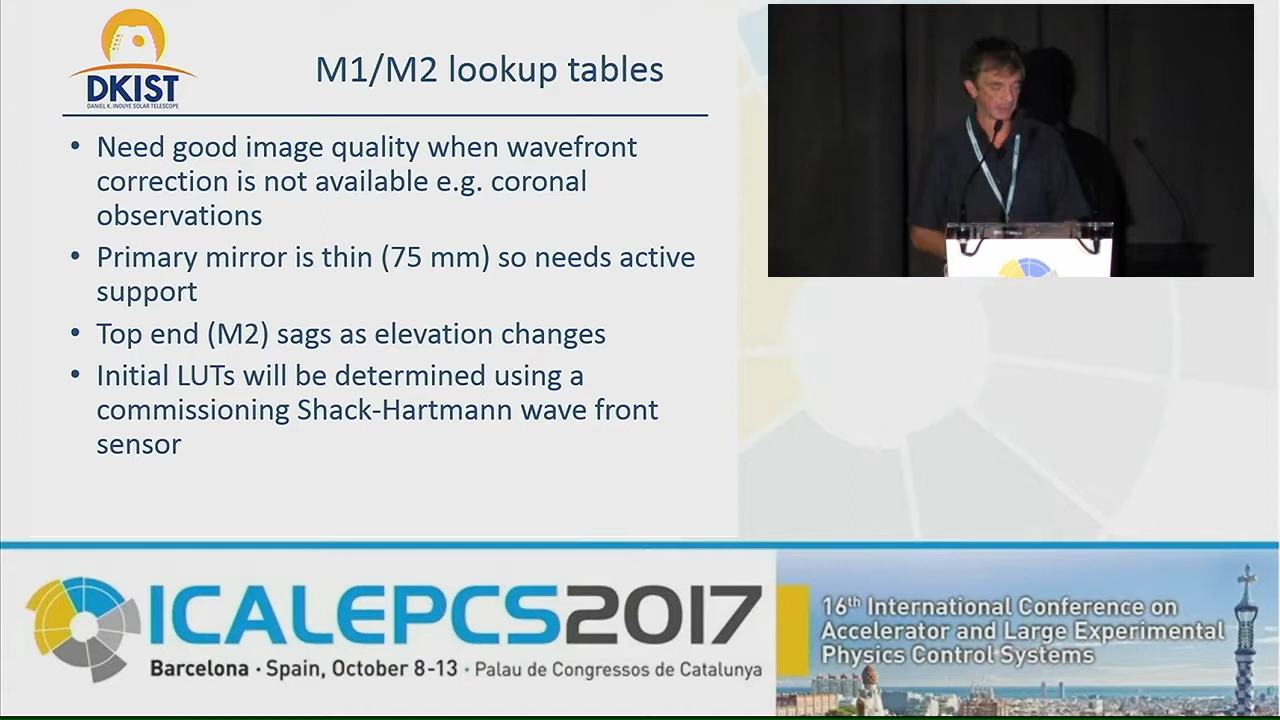 DKIST
DANIEL K. INOUYE SOLAR TELESCOPE
M1/M2 lookup tables
• Need good image quality when wavefront
correction is not available e.g. coronal
observations
• Primary mirror is thin (75 mm) so needs active
support
• Top end (M2) sags as elevation changes
• Initial LUTs will be determined using a
commissioning Shack-Hartmann wave front
sensor
ICALEPCS2017
Barcelona · Spain, October 8-13 · Palau de Congressos de Catalunya
16th International Conference on
Accelerator and Large Experimental
Physics Control Systems